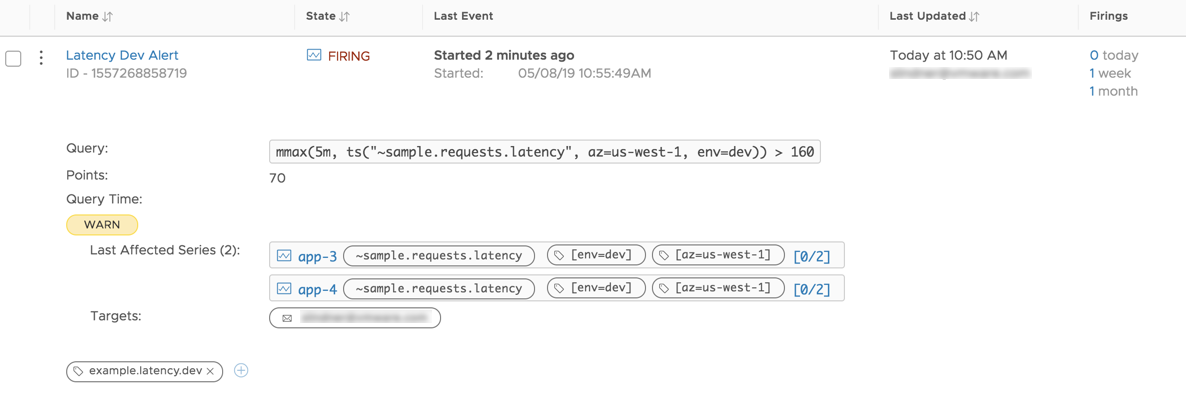 Name State Last Event Last Updated Firings
Latency Dev Alert FIRING Started 2 minutes ago Today at 10:50 AM 0 today
ID - 1557268858719 Started: 05/08/19 10:55:49AM 1 week
1 month
Query: mmax(5m, ts("~sample.requests.latency", az=us-west-1, env=dev)) > 160
Points: 70
Query Time:
WARN
Last Affected Series (2): app-3 ~sample.requests.latency [env=dev] [az=us-west-1] [0/2]
app-4 ~sample.requests.latency [env=dev] [az=us-west-1] [0/2]
Targets:
example.latency.dev